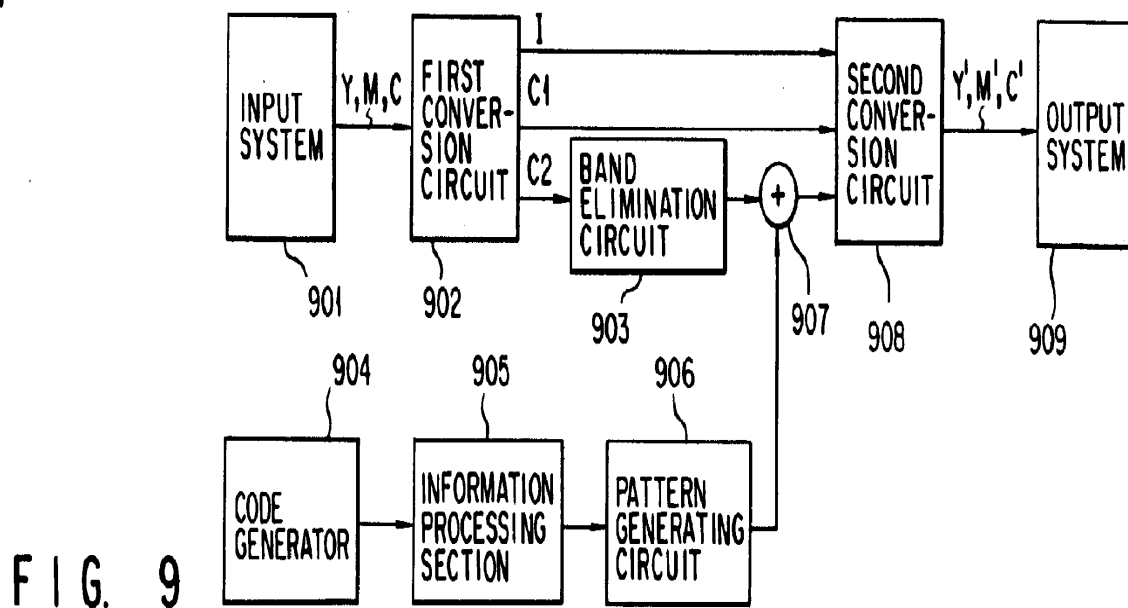 INPUT
SYSTEM
901
Y,M,C
FIRST
CONVER-
SION
CIRCUIT
902
I
C1
C2
BAND
ELIMINATION
CIRCUIT
903
+
907
SECOND
CONVER-
SION
CIRCUIT
908
Y',M',C'
OUTPUT
SYSTEM
909
904
CODE
GENERATOR
905
INFORMATION
PROCESSING
SECTION
906
PATTERN
GENERATING
CIRCUIT
FIG. 9